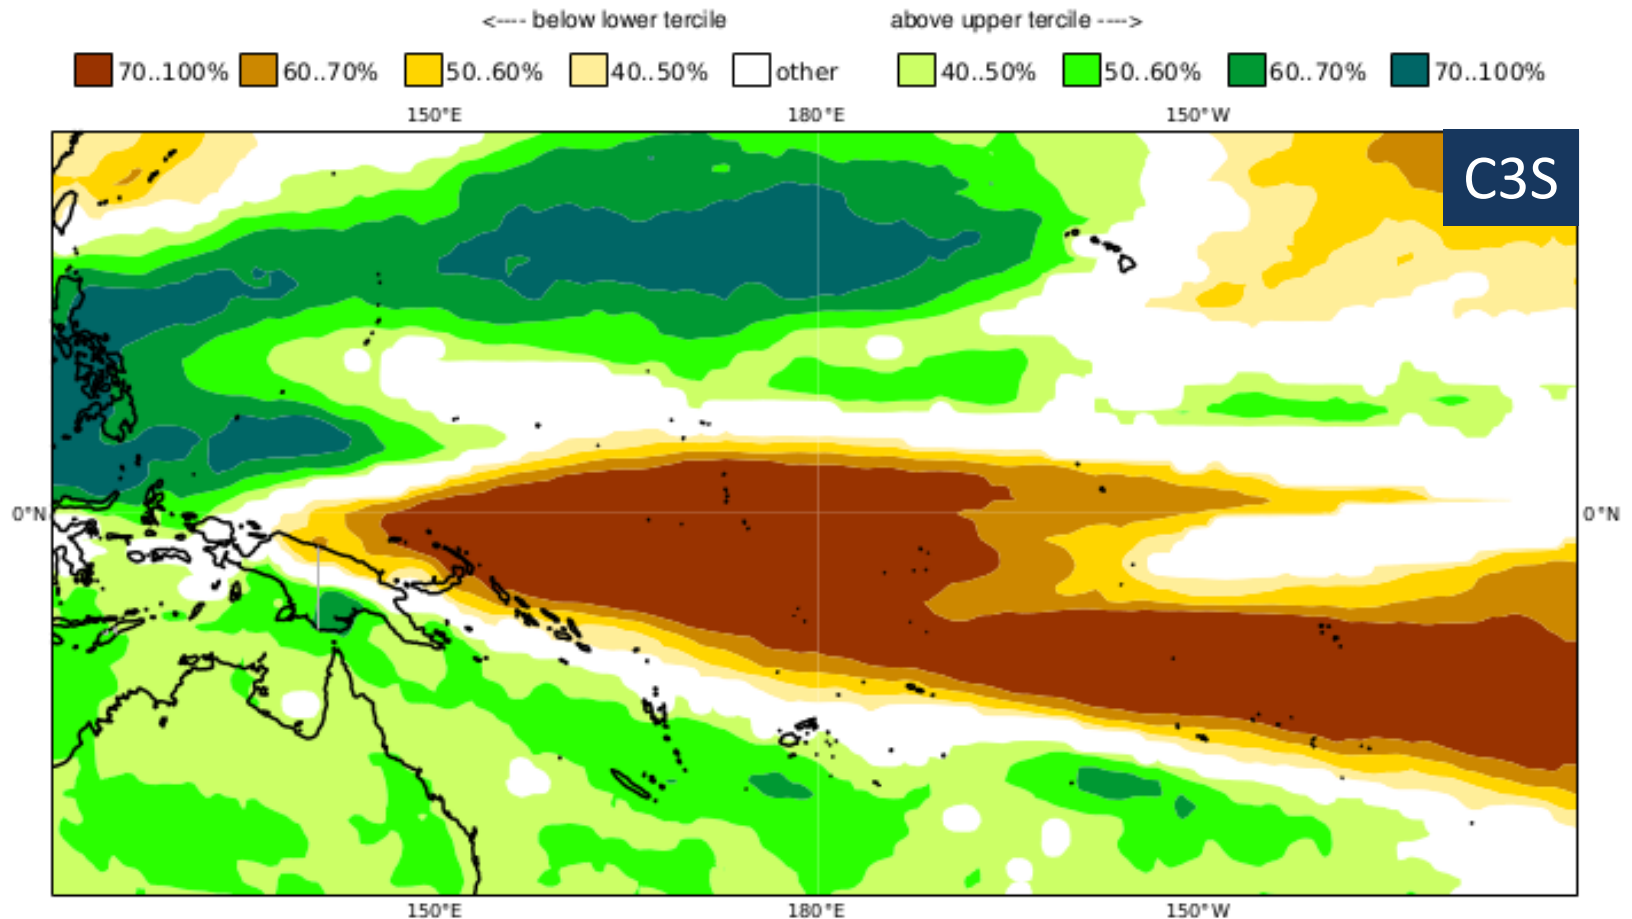 <---- below lower tercile above upper tercile ---->
70..100% 60..70% 50..60% 40..50% other 40..50% 50..60% 60..70% 70..100%
150°E 180°E 150°W
C3S
0°N 0°N
150°E 180°E 150°W